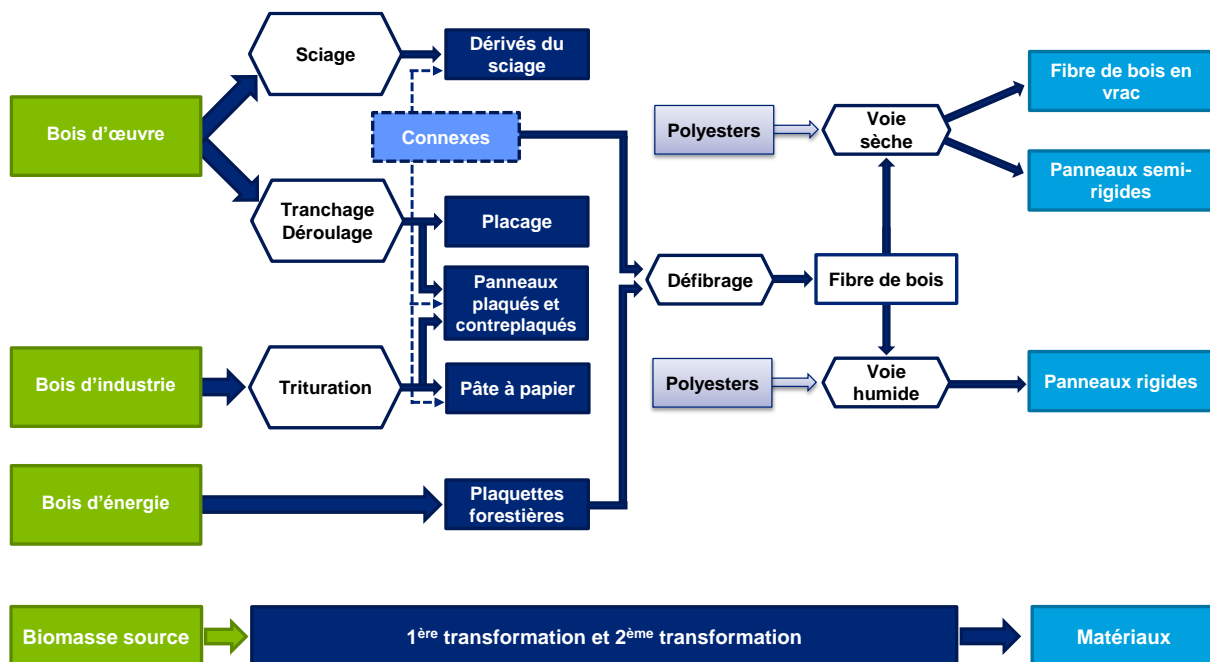 Sciage
Dérivés du
sciage
Bois d’œuvre
Connexes
Tranchage
Déroulage
Placage
Panneaux
plaqués et
contreplaqués
Bois d’industrie
Trituration
Pâte à papier
Bois d’énergie
Plaquettes
forestières
Polyesters
Voie
sèche
Fibre de bois en
vrac
Panneaux semi-
rigides
Défibrage
Fibre de bois
Polyesters
Voie
humide
Panneaux rigides
Biomasse source
1ère transformation et 2ème transformation
Matériaux